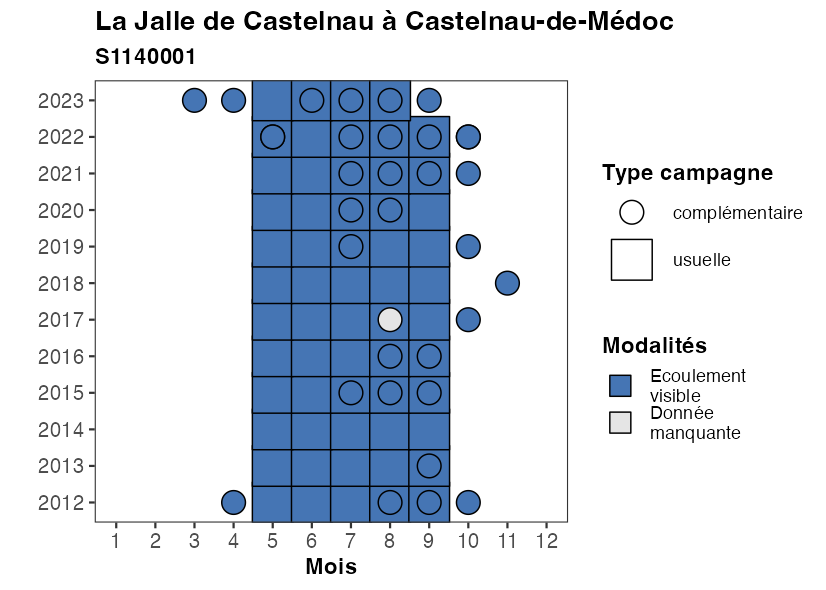 La Jalle de Castelnau à Castelnau-de-Médoc
S1140001
2023
2022
2021
2020
2019
2018
2017
2016
2015
2014
2013
2012
1 2 3 4 5 6 7 8 9 10 11 12
Mois
Type campagne
complémentaire
usuelle
Modalités
Ecoulement
visible
Donnée
manquante